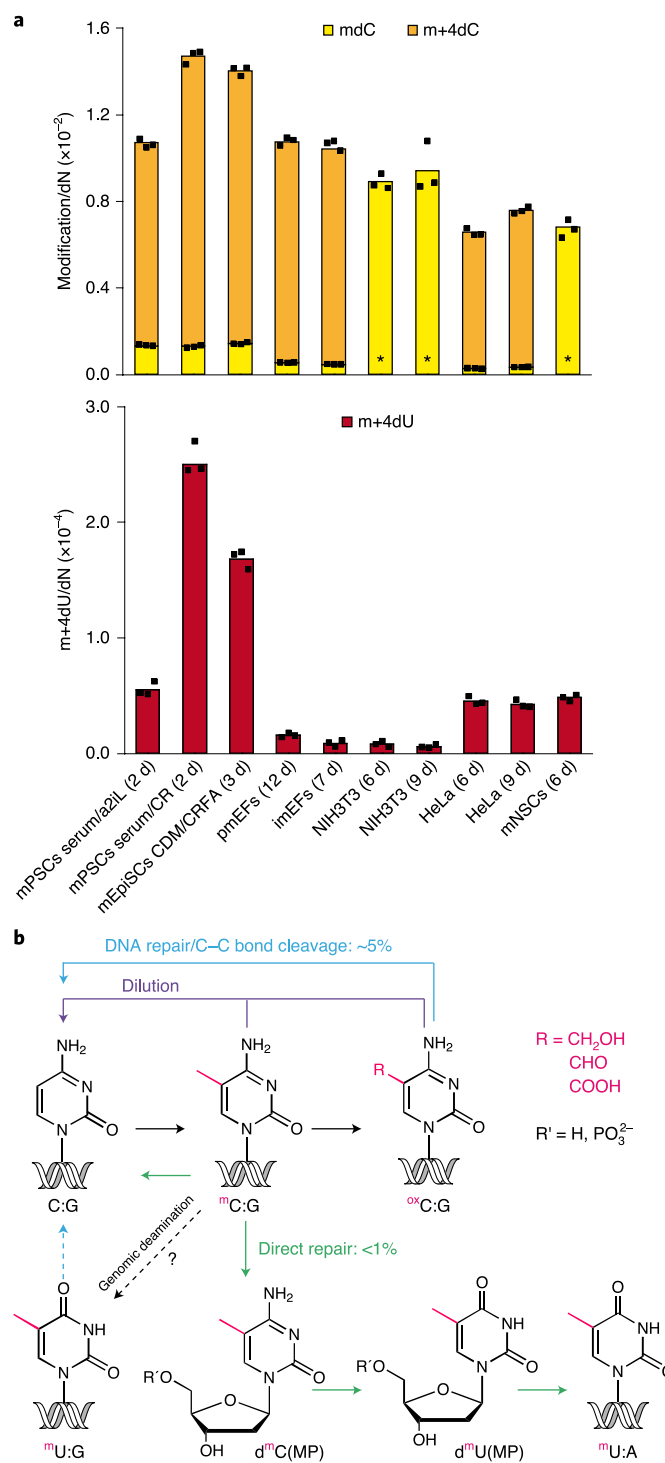 a
mdC
m+4dC
Modification/dN (×10⁻²)
1.6
1.2
0.8
0.4
0.0
*
*
*
m+4dU
m+4dU/dN (×10⁻⁴)
3.0
2.0
1.0
0.0
mPSCs serum/a2iL (2 d)
mPSCs serum/CR (2 d)
mEpiSCs CDM/CRFA (3 d)
pmEFs (12 d)
imEFs (7 d)
NIH3T3 (6 d)
NIH3T3 (9 d)
HeLa (6 d)
HeLa (9 d)
mNSCs (6 d)
b
DNA repair/C–C bond cleavage: ~5%
Dilution
R = CH₂OH
CHO
COOH
R′ = H, PO₃²⁻
NH₂
N
N
O
C:G
NH₂
N
N
O
ᵐC:G
NH₂
R
N
N
O
ᵒˣC:G
Genomic deamination
?
Direct repair: <1%
O
NH
N
O
ᵐU:G
NH₂
N
N
O
R′O
O
OH
dᵐC(MP)
O
NH
N
O
R′O
O
OH
dᵐU(MP)
O
NH
N
O
ᵐU:A